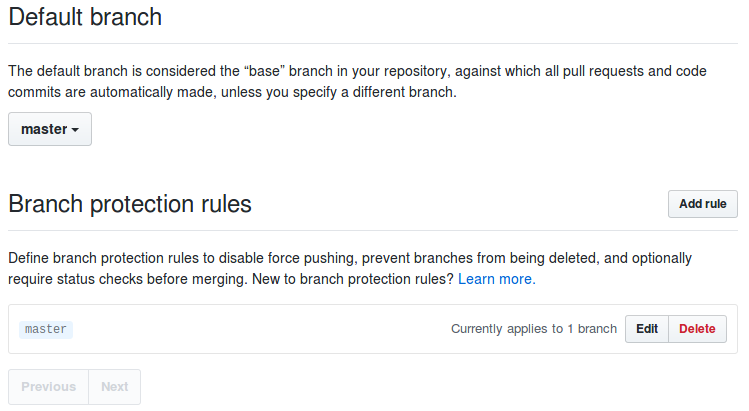 Default branch
The default branch is considered the “base” branch in your repository, against which all pull requests and code
commits are automatically made, unless you specify a different branch.
master
Branch protection rules
Add rule
Define branch protection rules to disable force pushing, prevent branches from being deleted, and optionally
require status checks before merging. New to branch protection rules? Learn more.
master
Currently applies to 1 branch
Edit
Delete
Previous
Next